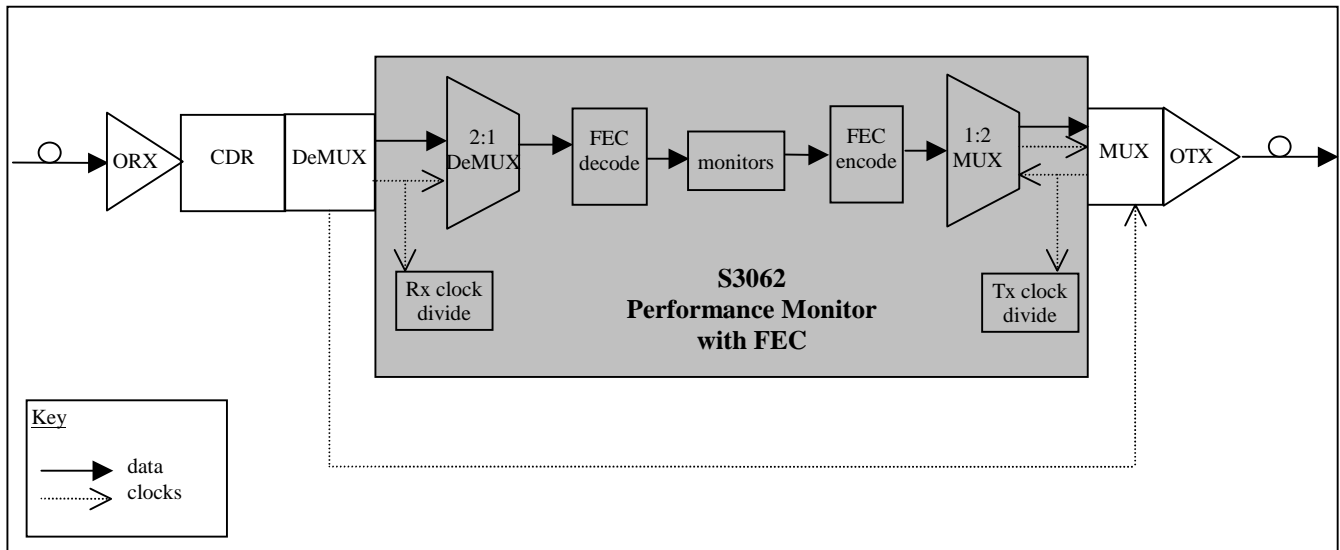 ORX
CDR
DeMUX
2:1
DeMUX
FEC
decode
monitors
FEC
encode
1:2
MUX
MUX
OTX
Rx clock
divide
S3062
Performance Monitor
with FEC
Tx clock
divide
Key
data
clocks